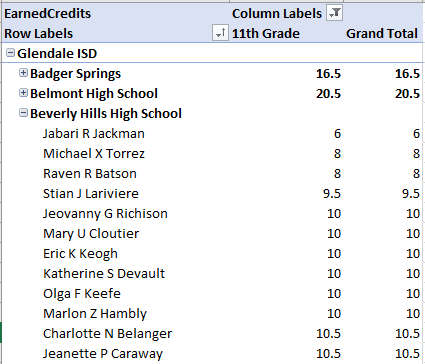 EarnedCredits Column Labels
Row Labels 11th Grade Grand Total
Glendale ISD
Badger Springs 16.5 16.5
Belmont High School 20.5 20.5
Beverly Hills High School
Jabari R Jackman 6 6
Michael X Torrez 8 8
Raven R Batson 8 8
Stian J Lariviere 9.5 9.5
Jeovanny G Richison 10 10
Mary U Cloutier 10 10
Eric K Keogh 10 10
Katherine S Devault 10 10
Olga F Keefe 10 10
Marlon Z Hambly 10 10
Charlotte N Belanger 10.5 10.5
Jeanette P Caraway 10.5 10.5